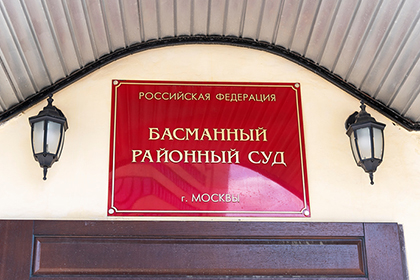 РОССИЙСКАЯ ФЕДЕРАЦИЯ
БАСМАННЫЙ
РАЙОННЫЙ СУД
г. МОСКВЫ